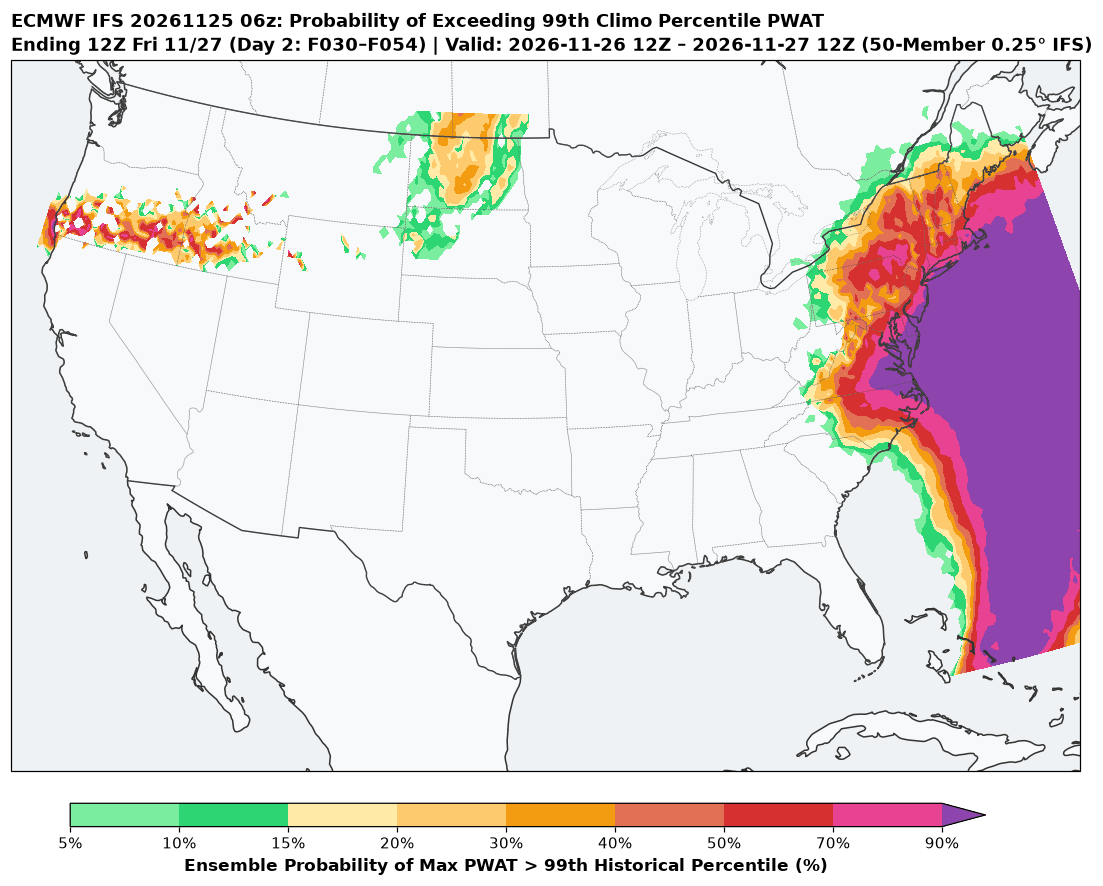 ECMWF IFS 20261125 06z: Probability of Exceeding 99th Climo Percentile PWAT
Ending 12Z Fri 11/27 (Day 2: F030–F054) | Valid: 2026-11-26 12Z – 2026-11-27 12Z (50-Member 0.25° IFS)
5% 10% 15% 20% 30% 40% 50% 70% 90%
Ensemble Probability of Max PWAT > 99th Historical Percentile (%)